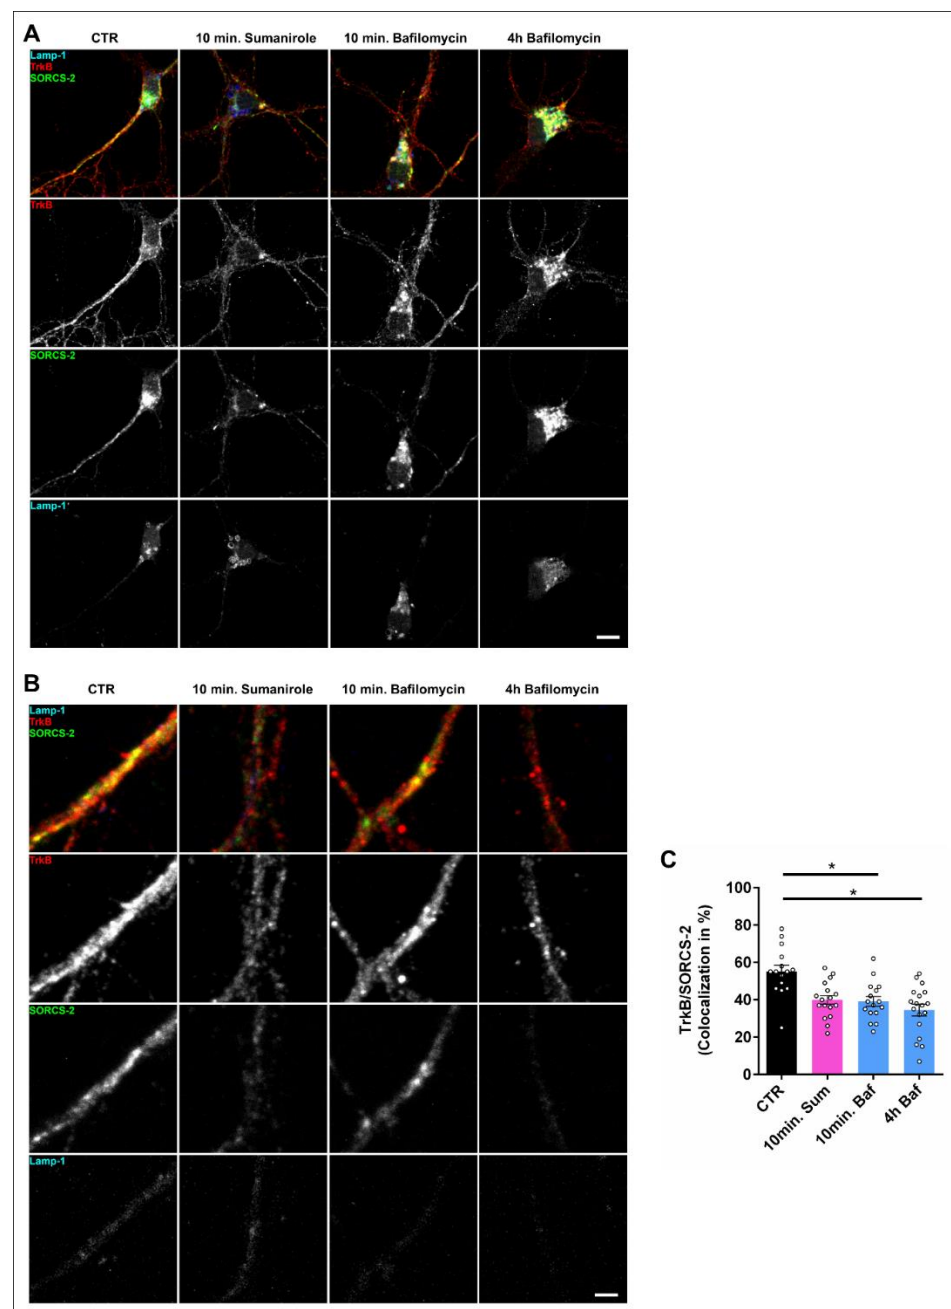 A
CTR
10 min. Sumanirole
10 min. Bafilomycin
4h Bafilomycin
Lamp-1
TrkB
SORCS-2
TrkB
SORCS-2
Lamp-1'
B
CTR
10 min. Sumanirole
10 min. Bafilomycin
4h Bafilomycin
Lamp-1
TrkB
SORCS-2
TrkB
SORCS-2
Lamp-1
C
*
*
TrkB/SORCS-2
(Colocalization in %)
100
80
60
40
20
0
CTR
10min. Sum
10min. Baf
4h Baf